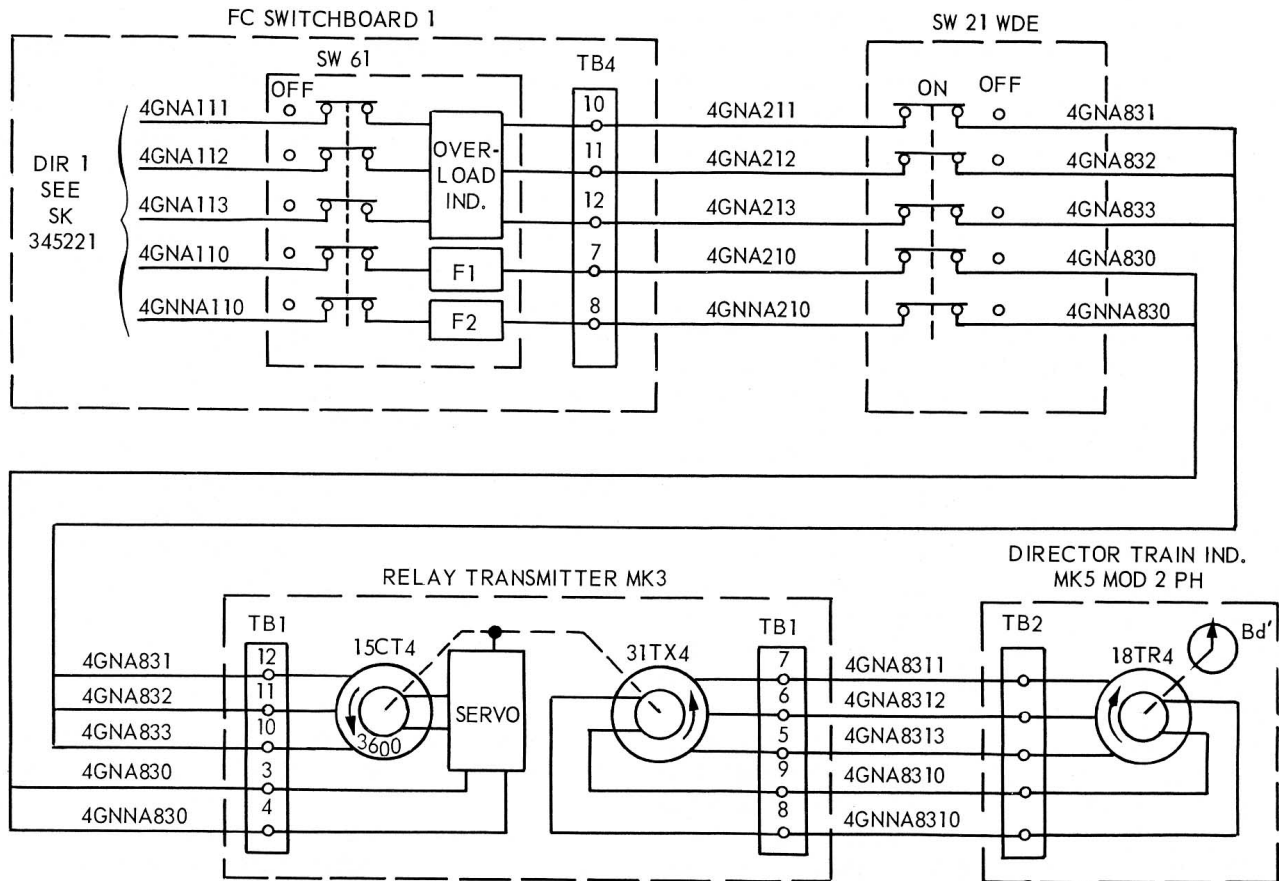 FC SWITCHBOARD 1
SW 21 WDE
SW 61
TB4
OFF
ON
OFF
DIR 1
SEE
SK
345221
4GNA111
4GNA112
4GNA113
4GNA110
4GNNA110
OVER-
LOAD
IND.
F1
F2
10
11
12
7
8
4GNA211
4GNA212
4GNA213
4GNA210
4GNNA210
4GNA831
4GNA832
4GNA833
4GNA830
4GNNA830
RELAY TRANSMITTER MK3
DIRECTOR TRAIN IND.
MK5 MOD 2 PH
4GNA831
4GNA832
4GNA833
4GNA830
4GNNA830
TB1
12
11
10
3
4
15CT4
3600
SERVO
31TX4
TB1
7
6
5
9
8
4GNA8311
4GNA8312
4GNA8313
4GNA8310
4GNNA8310
TB2
18TR4
Bd'